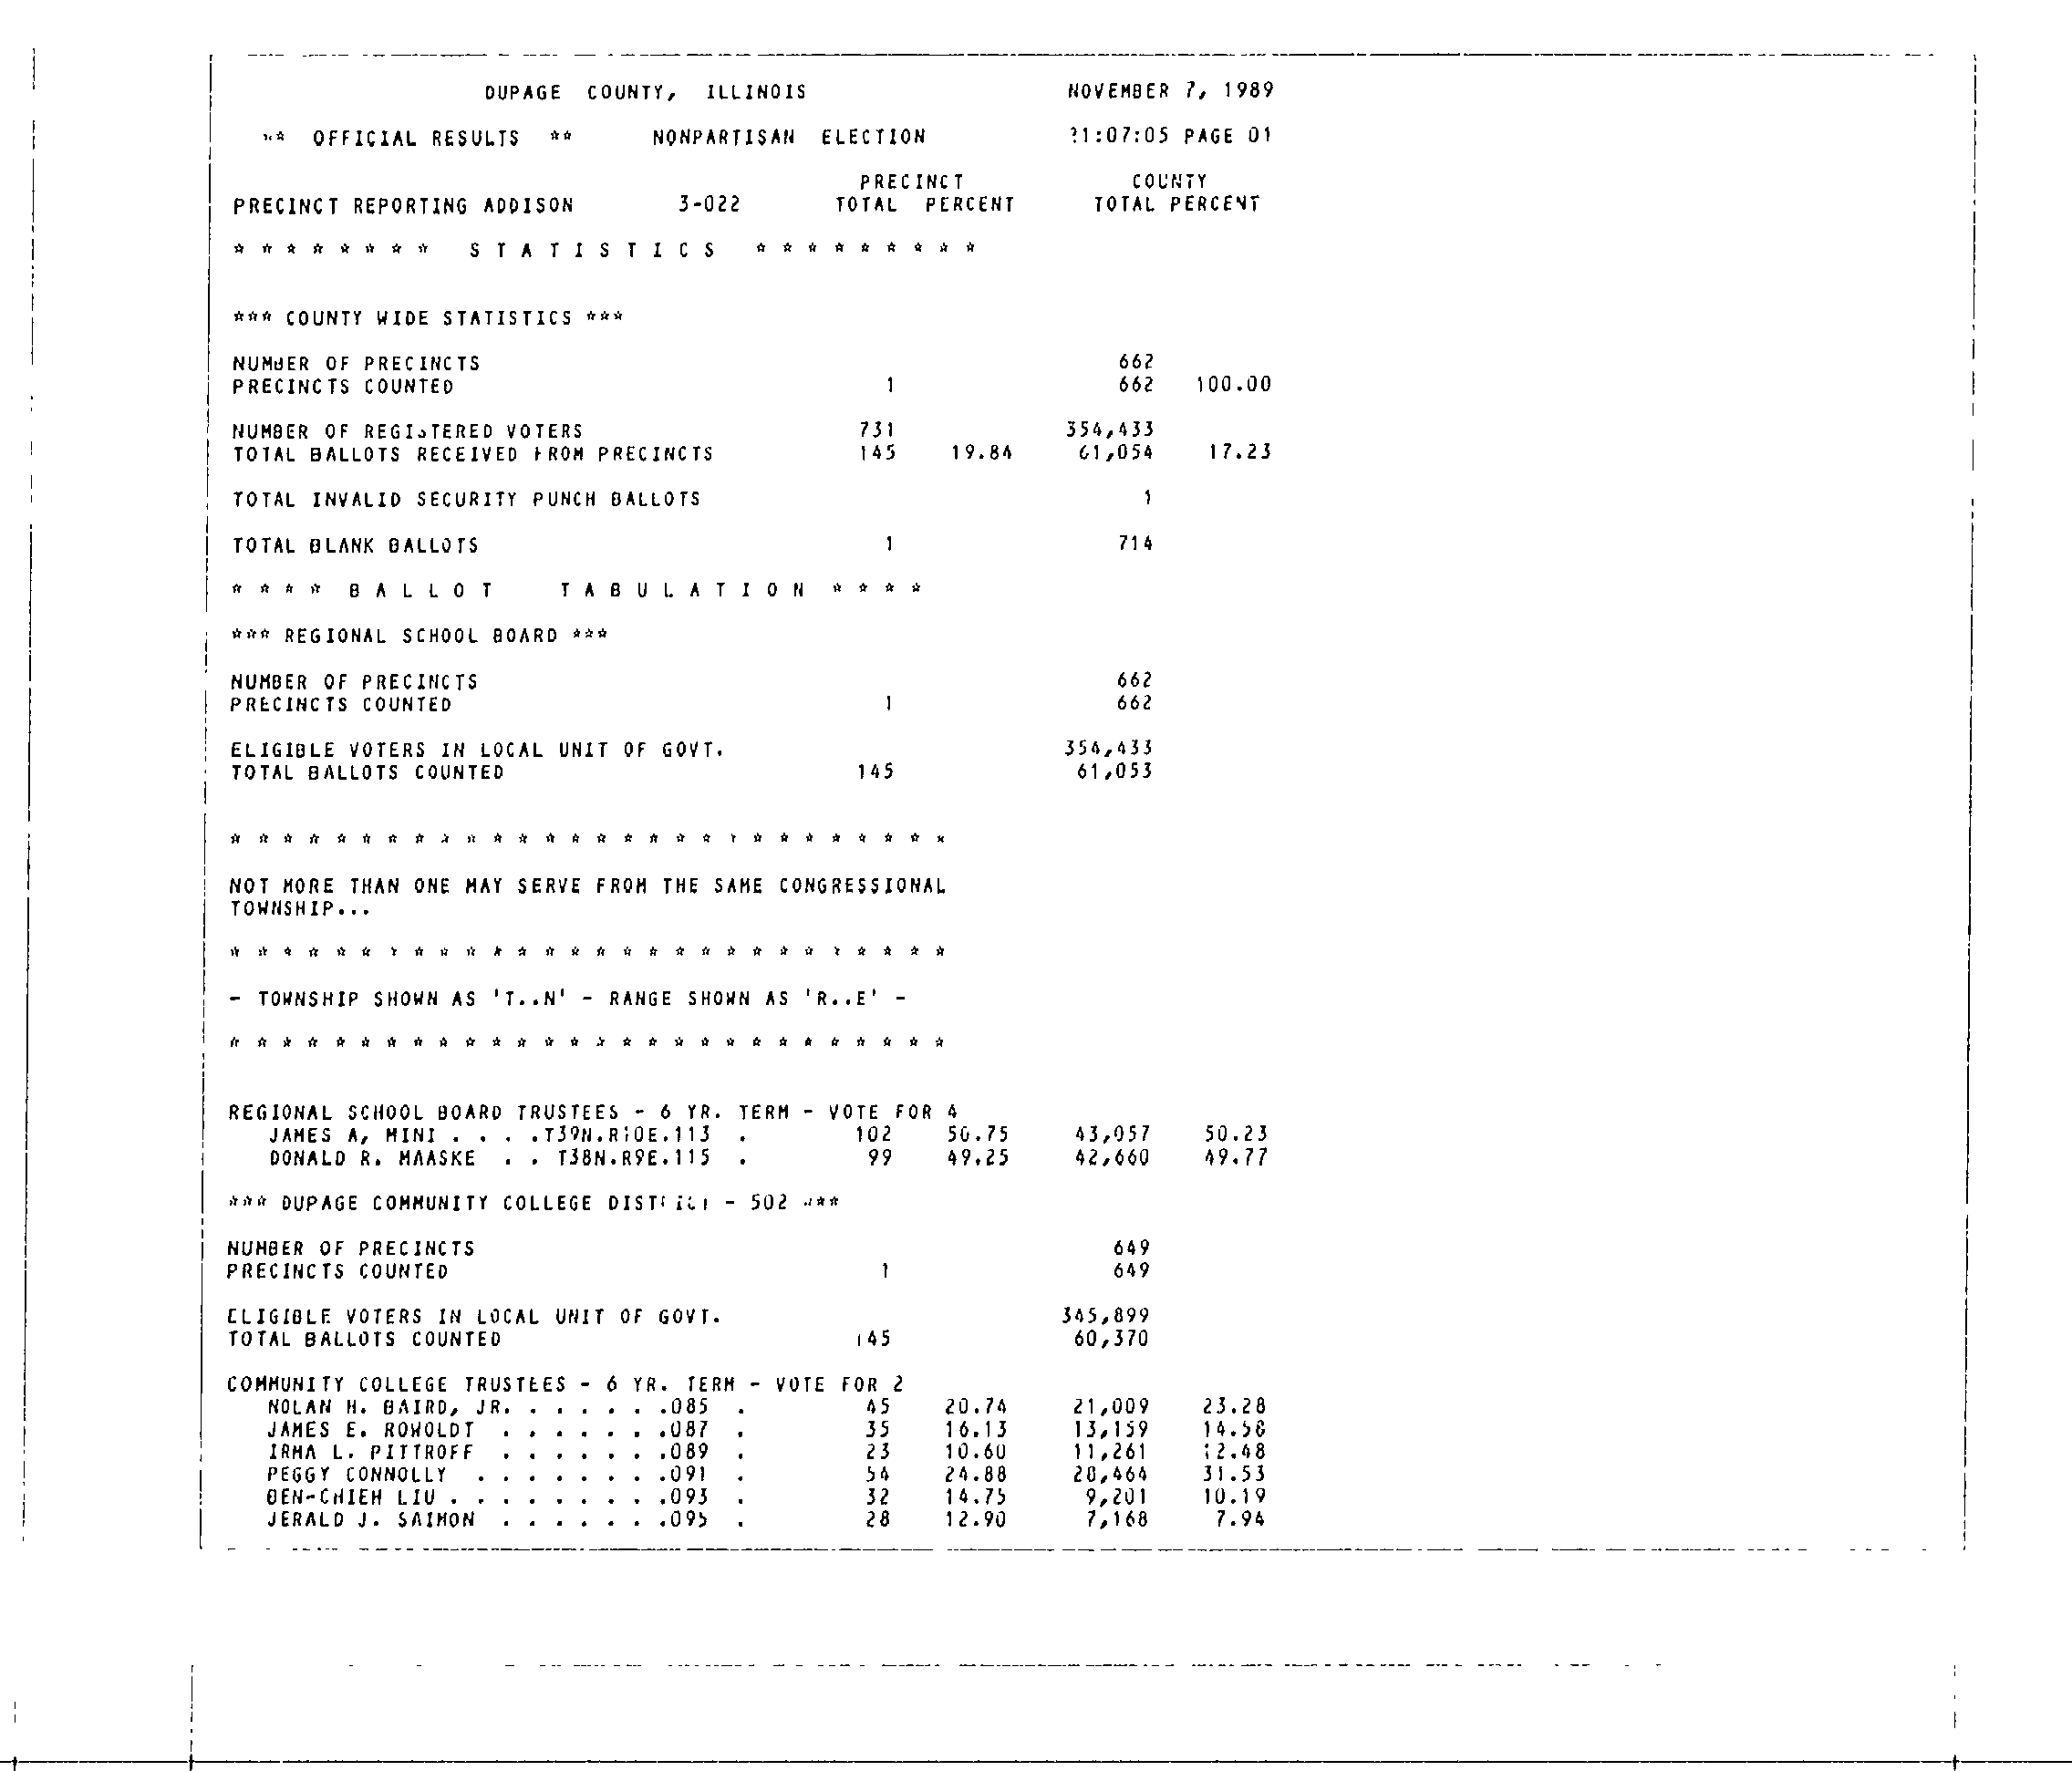 DUPAGE COUNTY, ILLINOIS NOVEMBER 7, 1989
** OFFICIAL RESULTS ** NONPARTISAN ELECTION 21:07:05 PAGE 01
PRECINCT COUNTY
PRECINCT REPORTING ADDISON 3-022 TOTAL PERCENT TOTAL PERCENT
* * * * * * * * S T A T I S T I C S * * * * * * * * *
*** COUNTY WIDE STATISTICS ***
NUMBER OF PRECINCTS 662
PRECINCTS COUNTED 1 662 100.00
NUMBER OF REGISTERED VOTERS 731 354,433
TOTAL BALLOTS RECEIVED FROM PRECINCTS 145 19.84 61,054 17.23
TOTAL INVALID SECURITY PUNCH BALLOTS 1
TOTAL BLANK BALLOTS 1 714
* * * * B A L L O T T A B U L A T I O N * * * *
*** REGIONAL SCHOOL BOARD ***
NUMBER OF PRECINCTS 662
PRECINCTS COUNTED 1 662
ELIGIBLE VOTERS IN LOCAL UNIT OF GOVT. 354,433
TOTAL BALLOTS COUNTED 145 61,053
* * * * * * * * * * * * * * * * * * * * * * * * * * * *
NOT MORE THAN ONE MAY SERVE FROM THE SAME CONGRESSIONAL
TOWNSHIP...
* * * * * * * * * * * * * * * * * * * * * * * * * * * *
- TOWNSHIP SHOWN AS 'T..N' - RANGE SHOWN AS 'R..E' -
* * * * * * * * * * * * * * * * * * * * * * * * * * * *
REGIONAL SCHOOL BOARD TRUSTEES - 6 YR. TERM - VOTE FOR 4
JAMES A, MINI . . . .T39N.R10E.113 . 102 50.75 43,057 50.23
DONALD R. MAASKE . . T38N.R9E.115 . 99 49.25 42,660 49.77
*** DUPAGE COMMUNITY COLLEGE DISTRICT - 502 ***
NUMBER OF PRECINCTS 649
PRECINCTS COUNTED 1 649
ELIGIBLE VOTERS IN LOCAL UNIT OF GOVT. 345,899
TOTAL BALLOTS COUNTED 145 60,370
COMMUNITY COLLEGE TRUSTEES - 6 YR. TERM - VOTE FOR 2
NOLAN H. BAIRD, JR. . . . . . .085 . 45 20.74 21,009 23.28
JAMES E. ROWOLDT . . . . . . .087 . 35 16.13 13,159 14.58
IRMA L. PITTROFF . . . . . . .089 . 23 10.60 11,261 12.48
PEGGY CONNOLLY . . . . . . . .091 . 54 24.88 28,464 31.53
BEN-CHIEH LIU . . . . . . . . .093 . 32 14.75 9,201 10.19
JERALD J. SAIMON . . . . . . .095 . 28 12.90 7,168 7.94